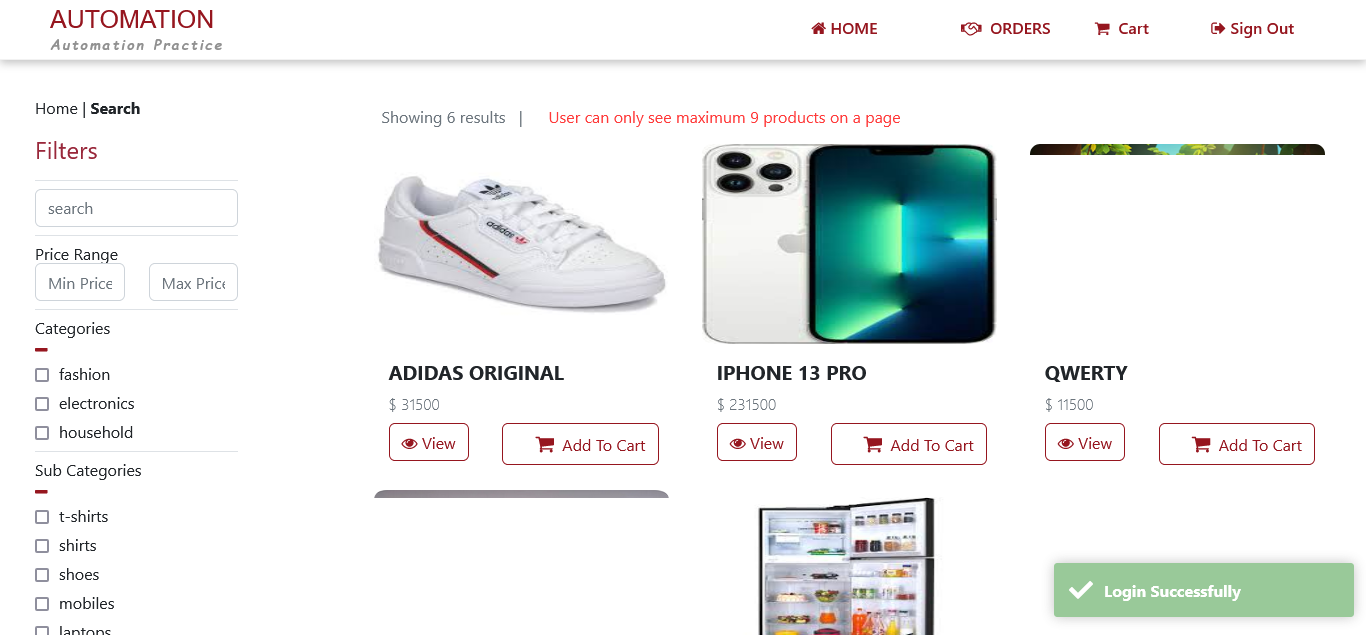 AUTOMATION
Automation Practice
HOME
ORDERS
Cart
Sign Out
Home | Search
Showing 6 results |
User can only see maximum 9 products on a page
Filters
search
Price Range
Min Price
Max Price
Categories
fashion
electronics
household
Sub Categories
t-shirts
shirts
shoes
mobiles
laptops
adidas
adidas
ADIDAS ORIGINAL
$ 31500
View
Add To Cart
IPHONE 13 PRO
$ 231500
View
Add To Cart
QWERTY
$ 11500
View
Add To Cart
Login Successfully